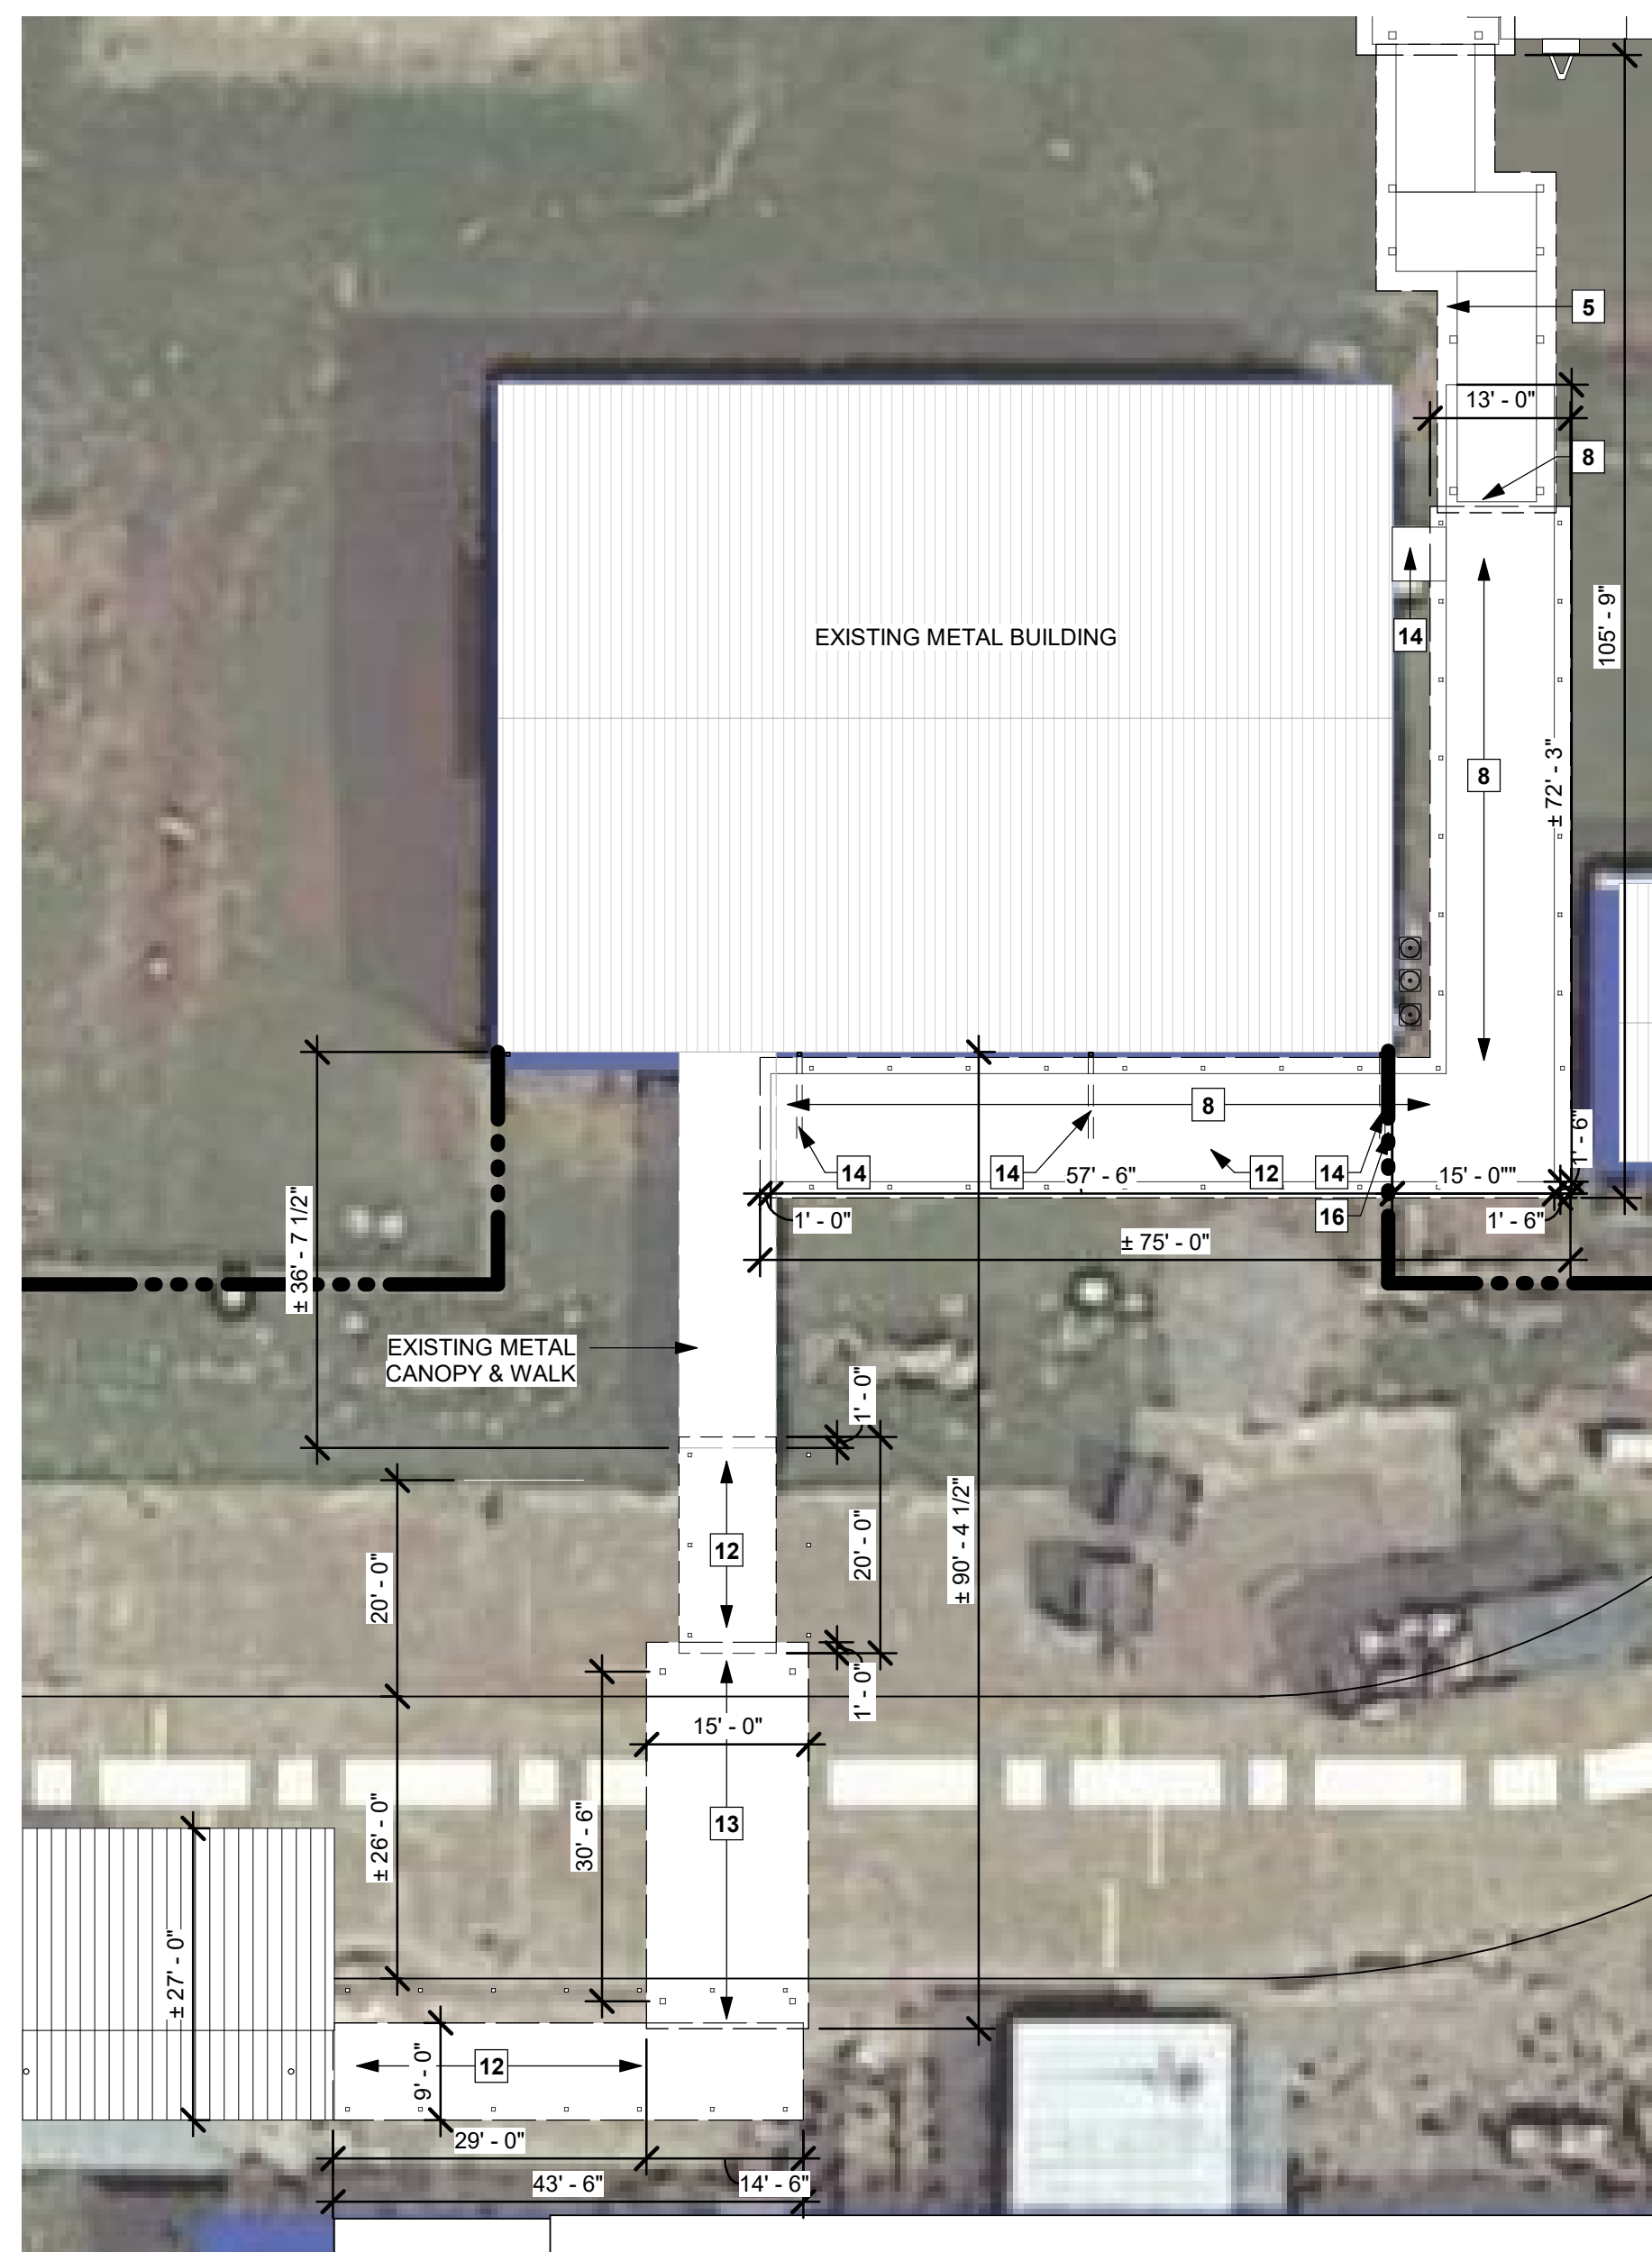 5
13' - 0"
8
EXISTING METAL BUILDING
14
105' - 9"
8
± 72' - 3"
8
1' - 6"
14
14
57' - 6"
12
14
15' - 0""
1' - 0"
16
1' - 6"
± 75' - 0"
± 36' - 7 1/2"
EXISTING METAL
CANOPY & WALK
1' - 0"
20' - 0"
12
20' - 0"
± 90' - 4 1/2"
1' - 0"
15' - 0"
± 26' - 0"
30' - 6"
13
± 27' - 0"
9' - 0"
12
29' - 0"
43' - 6"
14' - 6"